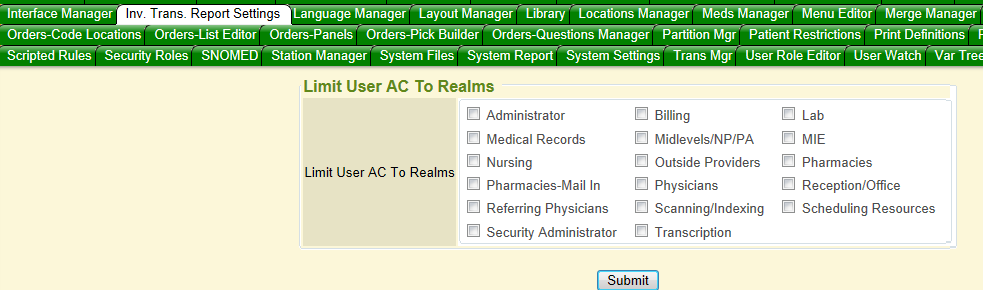 Interface Manager Inv. Trans. Report Settings Language Manager Layout Manager Library Locations Manager Meds Manager Menu Editor Merge Manager
Orders-Code Locations Orders-List Editor Orders-Panels Orders-Pick Builder Orders-Questions Manager Partition Mgr Patient Restrictions Print Definitions
Scripted Rules Security Roles SNOMED Station Manager System Files System Report System Settings Trans Mgr User Role Editor User Watch Var Tree
Limit User AC To Realms
Administrator Billing Lab
Medical Records Midlevels/NP/PA MIE
Nursing Outside Providers Pharmacies
Limit User AC To Realms
Pharmacies-Mail In Physicians Reception/Office
Referring Physicians Scanning/Indexing Scheduling Resources
Security Administrator Transcription
Submit